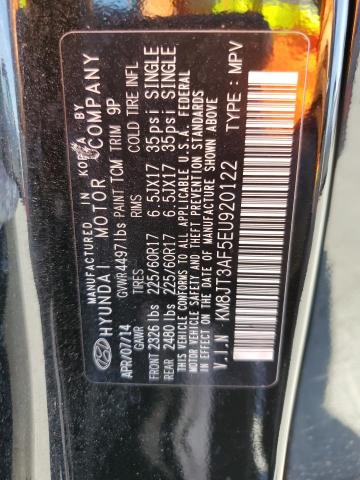 MANUFACTURED IN KOREA BY
HYUNDAI MOTOR COMPANY
APR/07/14 GVWR 4497 lbs PAINT TCM TRIM 9P
GAWR TIRES RIMS COLD TIRE INFL
FRONT 2326 lbs 225/60R17 6.5JX17 35psi SINGLE
REAR 2480 lbs 225/60R17 6.5JX17 35psi SINGLE
THIS VEHICLE CONFORMS TO ALL APPLICABLE U.S.A. FEDERAL
MOTOR VEHICLE SAFETY AND THEFT PREVENTION STANDARDS
IN EFFECT ON THE DATE OF MANUFACTURE SHOWN ABOVE
V.I.N : KM8JT3AF5EU920122 TYPE : MPV